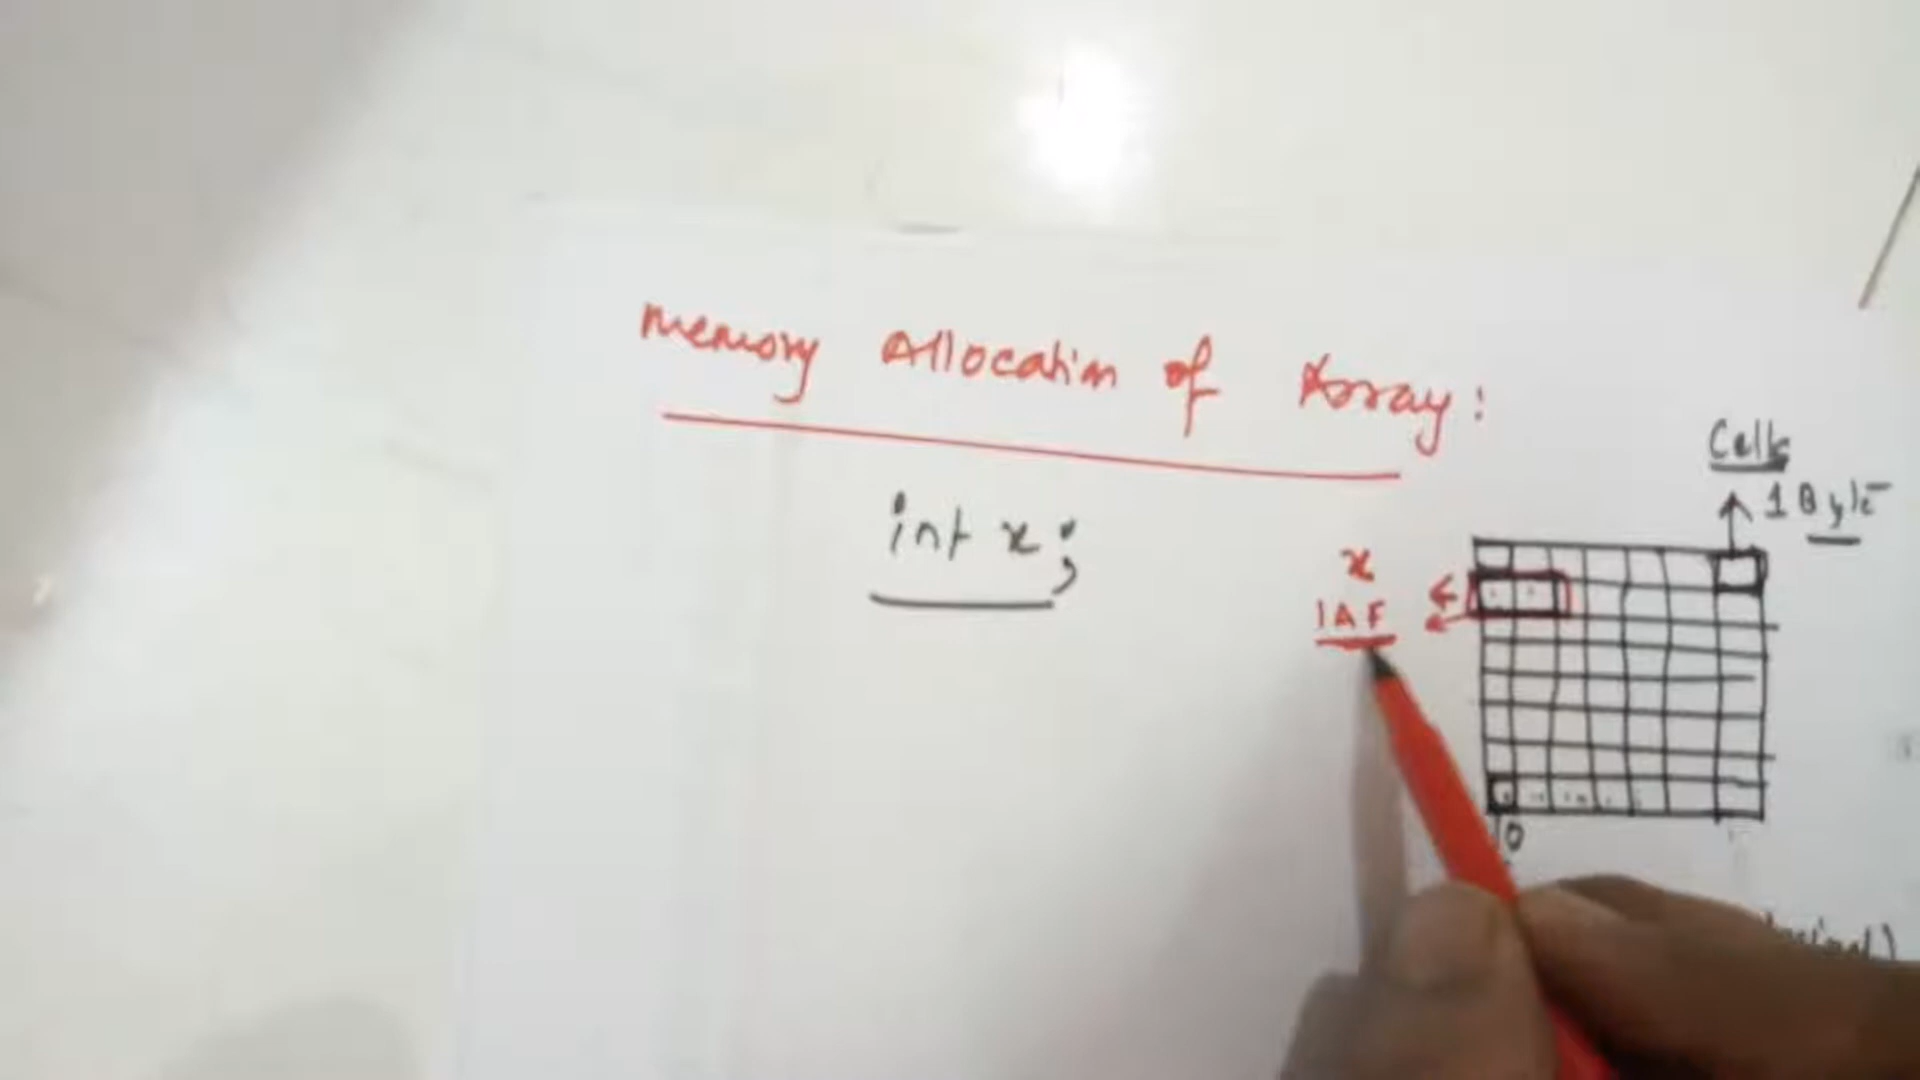 Memory Allocation of Array:
int x;
Cells
1 Byte
x
1AF
0